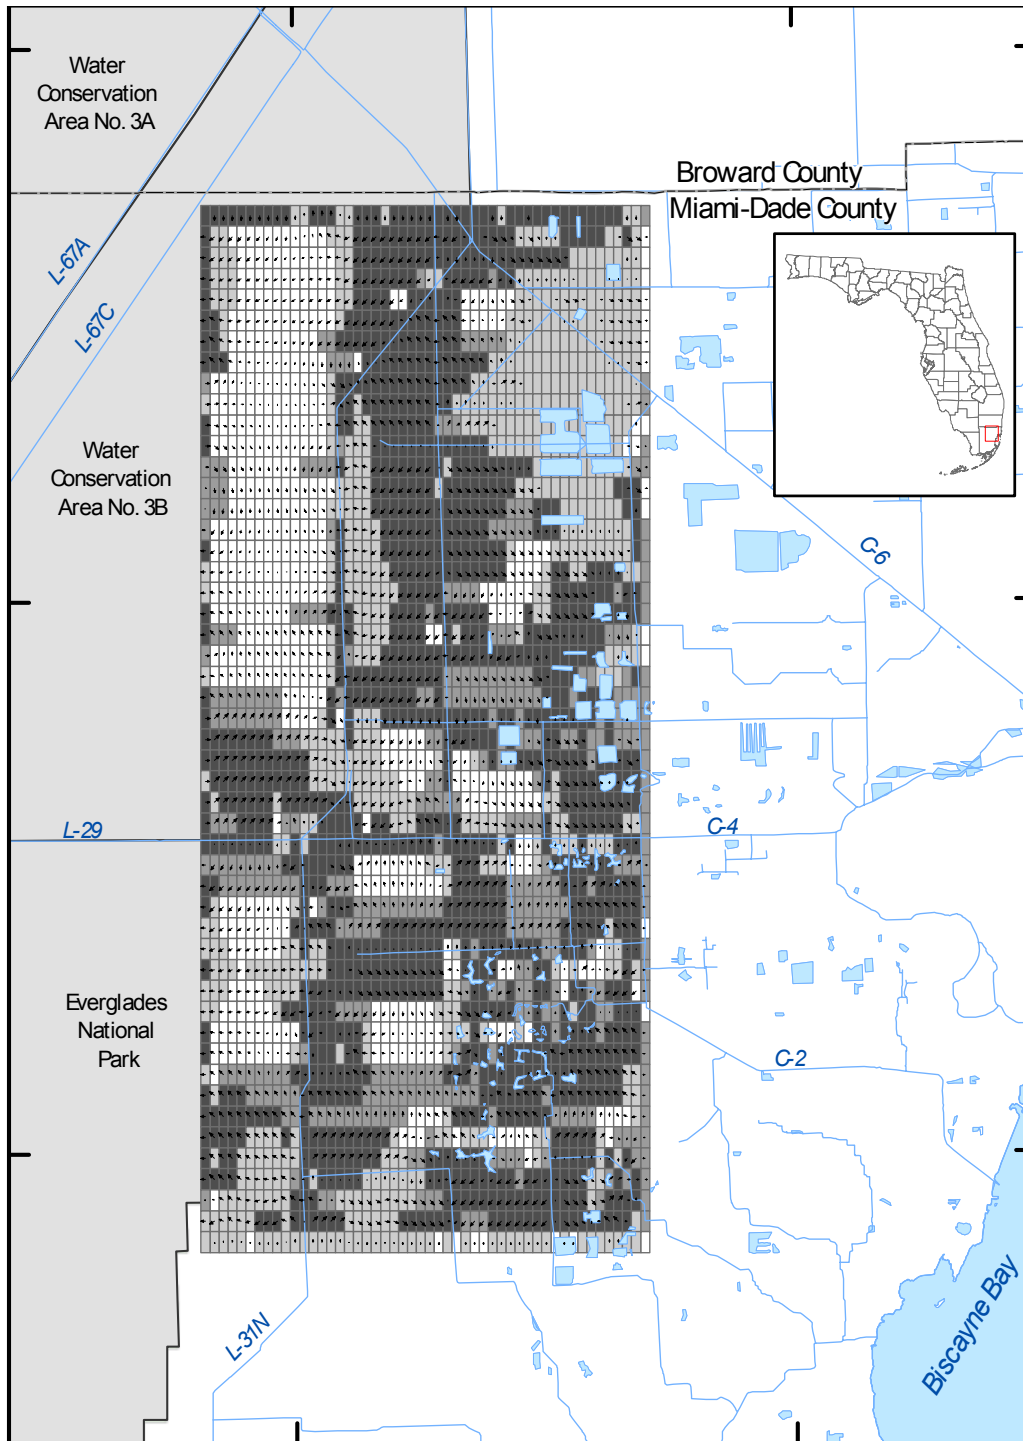 Water
Conservation
Area No. 3A
Broward County
Miami-Dade County
L-67A
L-67C
Water
Conservation
Area No. 3B
C-6
L-29
C-4
Everglades
National
Park
C-2
L-31N
Biscayne Bay